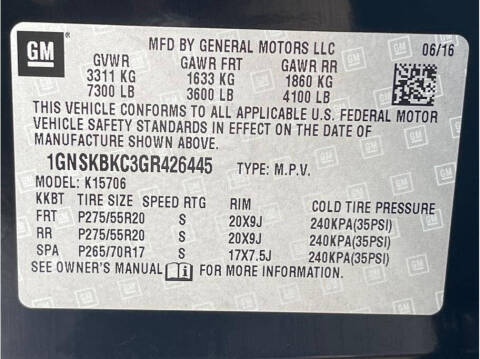 GM
MFD BY GENERAL MOTORS LLC 06/16
GVWR GAWR FRT GAWR RR
3311 KG 1633 KG 1860 KG
7300 LB 3600 LB 4100 LB
THIS VEHICLE CONFORMS TO ALL APPLICABLE U.S. FEDERAL MOTOR
VEHICLE SAFETY STANDARDS IN EFFECT ON THE DATE OF
MANUFACTURE SHOWN ABOVE.
1GNSKBKC3GR426445 TYPE: M.P.V.
MODEL: K15706
KKBT TIRE SIZE SPEED RTG RIM COLD TIRE PRESSURE
FRT P275/55R20 S 20X9J 240KPA(35PSI)
RR P275/55R20 S 20X9J 240KPA(35PSI)
SPA P265/70R17 S 17X7.5J 240KPA(35PSI)
SEE OWNER'S MANUAL FOR MORE INFORMATION.